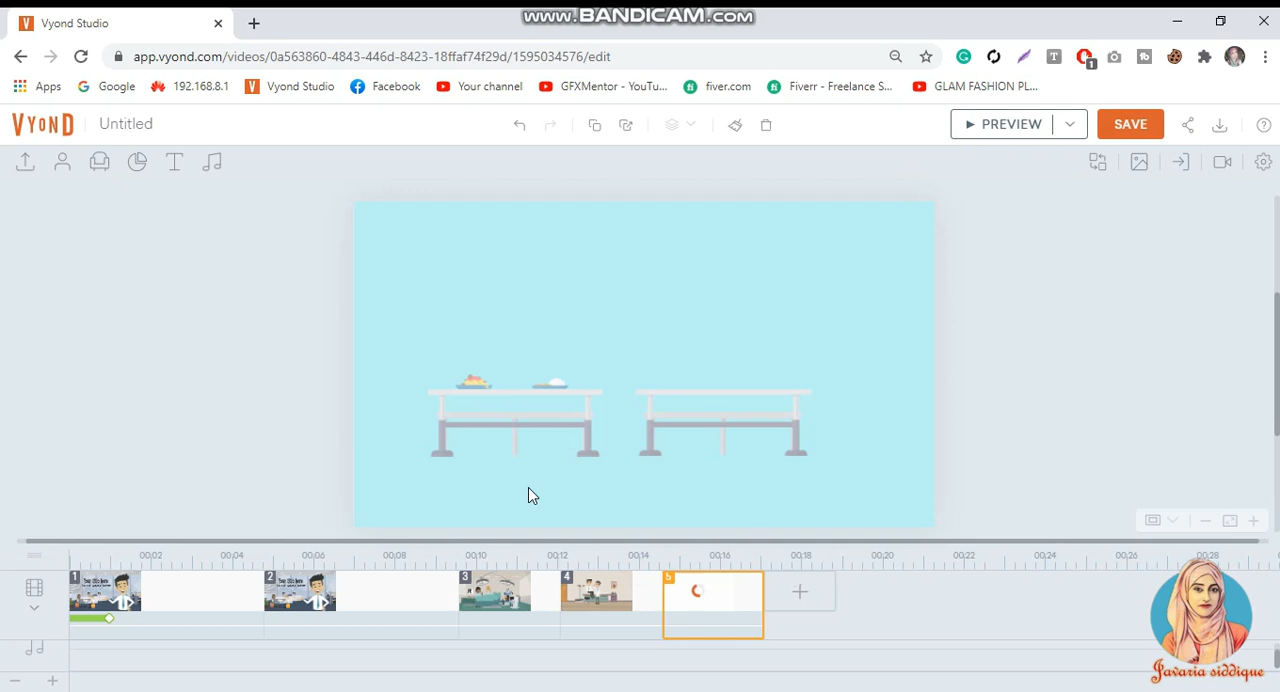 Vyond Studio
www.BANDICAM.com
app.vyond.com/videos/0a563860-4843-446d-8423-18ffaf74f29d/1595034576/edit
1
Apps
Google
192.168.8.1
Vyond Studio
Facebook
Your channel
GFXMentor - YouTu...
fiver.com
Fiverr - Freelance S...
GLAM FASHION PL...
VYOND
Untitled
PREVIEW
SAVE
00:02
00:04
00:06
00:08
00:10
00:12
00:14
00:16
00:18
00:20
00:22
00:24
00:26
00:28
1
2
3
4
5
Javaria siddique